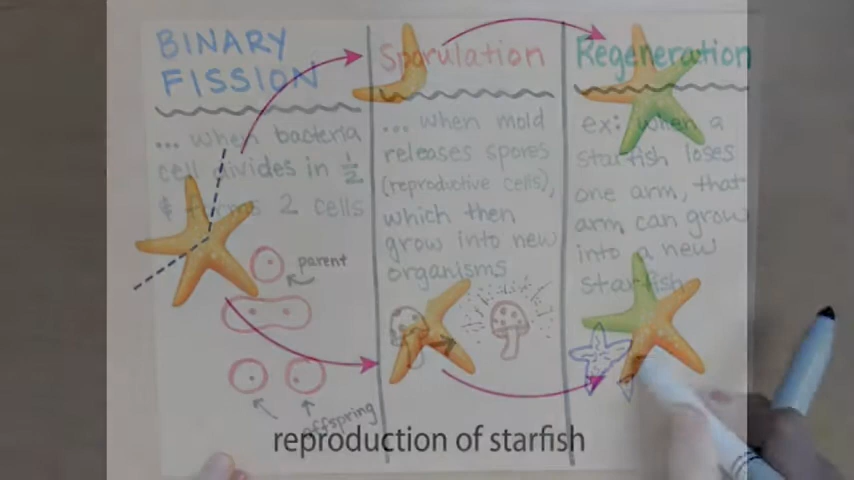 BINARY
FISSION
... when bacteria
cell divides in 1/2
& forms 2 cells
parent
offspring
Sporulation
... when mold
releases spores
(reproductive cells),
which then
grow into new
organisms
Regeneration
ex: when a
starfish loses
one arm, that
arm can grow
into a new
starfish
reproduction of starfish